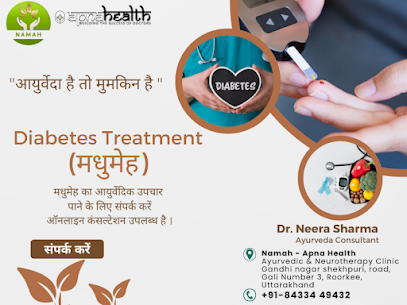 NAMAH
apna health
BUILDING THE SUCCESS OF DOCTORS
"आयुर्वेदा है तो मुमकिन है "
DIABETES
Diabetes Treatment
(मधुमेह)
मधुमेह का आयुर्वेदिक उपचार
पाने के लिए संपर्क करें
ऑनलाइन कंसल्टेशन उपलब्ध है ।
संपर्क करें
Dr. Neera Sharma
Ayurveda Consultant
Namah - Apna Health
Ayurvedic & Neurotherapy Clinic
Gandhi nagar shekhpuri, road,
Gali Number 3, Roorkee,
Uttarakhand
+91-84334 49432